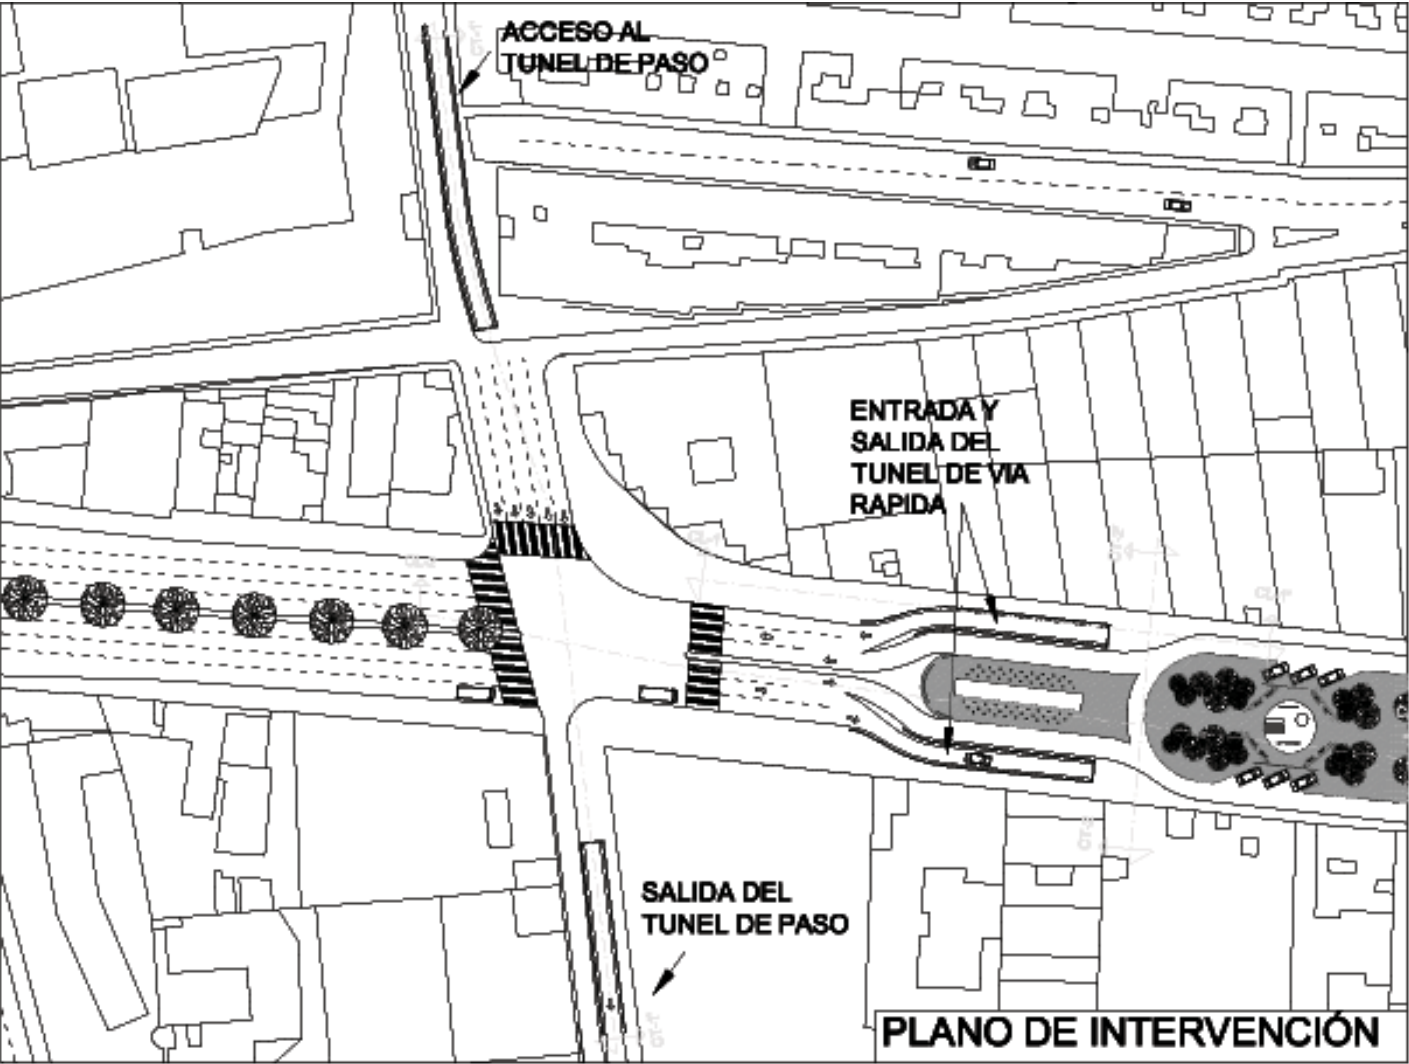 ACCESO AL
TUNEL DE PASO
ENTRADA Y
SALIDA DEL
TUNEL DE VIA
RAPIDA
SALIDA DEL
TUNEL DE PASO
PLANO DE INTERVENCIÓN